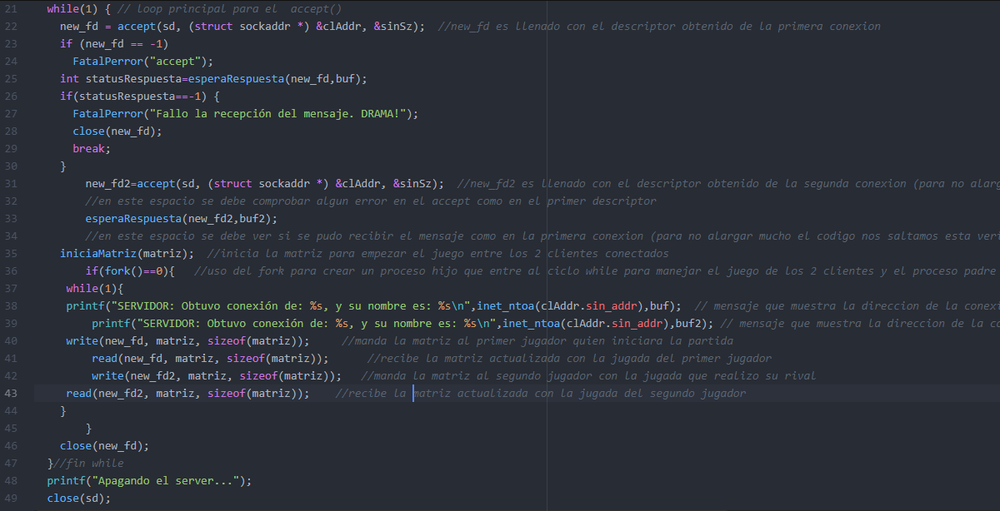 21 while(1) { // loop principal para el  accept()
22 new_fd = accept(sd, (struct sockaddr *) &clAddr, &sinSz);  //new_fd es llenado con el descriptor obtenido de la primera conexion
23 if (new_fd == -1)
24 FatalPerror("accept");
25 int statusRespuesta=esperaRespuesta(new_fd,buf);
26 if(statusRespuesta==-1) {
27 FatalPerror("Fallo la recepción del mensaje. DRAMA!");
28 close(new_fd);
29 break;
30 }
31 new_fd2=accept(sd, (struct sockaddr *) &clAddr, &sinSz);  //new_fd2 es llenado con el descriptor obtenido de la segunda conexion (para no alarg
32 //en este espacio se debe comprobar algun error en el accept como en el primer descriptor
33 esperaRespuesta(new_fd2,buf2);
34 //en este espacio se debe ver si se pudo recibir el mensaje como en la primera conexion (para no alargar mucho el codigo nos saltamos esta veri
35 iniciaMatriz(matriz);  //inicia la matriz para empezar el juego entre los 2 clientes conectados
36 if(fork()==0){   //uso del fork para crear un proceso hijo que entre al ciclo while para manejar el juego de los 2 clientes y el proceso padre
37 while(1){
38 printf("SERVIDOR: Obtuvo conexión de: %s, y su nombre es: %s\n",inet_ntoa(clAddr.sin_addr),buf);  // mensaje que muestra la direccion de la conexi
39 printf("SERVIDOR: Obtuvo conexión de: %s, y su nombre es: %s\n",inet_ntoa(clAddr.sin_addr),buf2); // mensaje que muestra la direccion de la co
40 write(new_fd, matriz, sizeof(matriz));     //manda la matriz al primer jugador quien iniciara la partida
41 read(new_fd, matriz, sizeof(matriz));      //recibe la matriz actualizada con la jugada del primer jugador
42 write(new_fd2, matriz, sizeof(matriz));   //manda la matriz al segundo jugador con la jugada que realizo su rival
43 read(new_fd2, matriz, sizeof(matriz));    //recibe la matriz actualizada con la jugada del segundo jugador
44 }
45 }
46 close(new_fd);
47 }//fin while
48 printf("Apagando el server...");
49 close(sd);